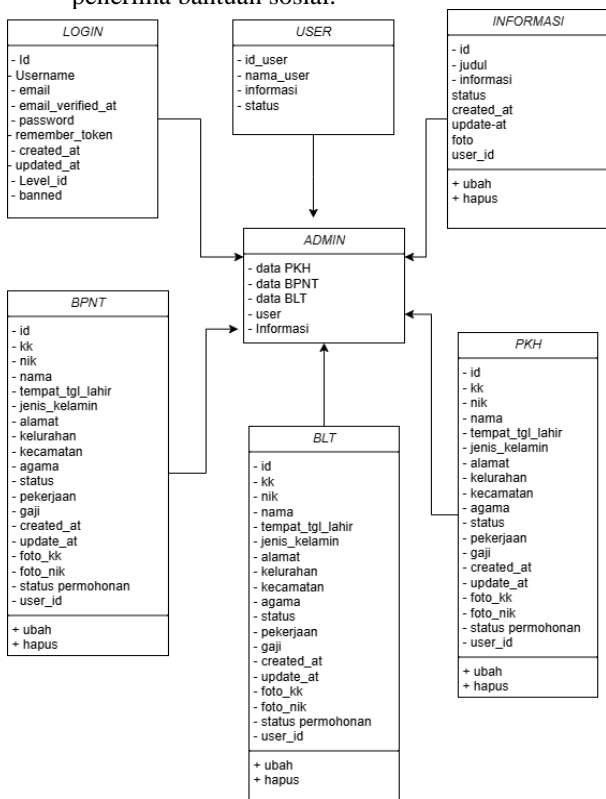 penerima bantuan sosial.
LOGIN
- Id
- Username
- email
- email_verified_at
- password
- remember_token
- created_at
- updated_at
- Level_id
- banned
USER
- id_user
- nama_user
- informasi
- status
INFORMASI
- id
- judul
- informasi
status
created_at
update-at
foto
user_id
+ ubah
+ hapus
ADMIN
- data PKH
- data BPNT
- data BLT
- user
- Informasi
BPNT
- id
- kk
- nik
- nama
- tempat_tgl_lahir
- jenis_kelamin
- alamat
- kelurahan
- kecamatan
- agama
- status
- pekerjaan
- gaji
- created_at
- update_at
- foto_kk
- foto_nik
- status permohonan
- user_id
+ ubah
+ hapus
BLT
- id
- kk
- nik
- nama
- tempat_tgl_lahir
- jenis_kelamin
- alamat
- kelurahan
- kecamatan
- agama
- status
- pekerjaan
- gaji
- created_at
- update_at
- foto_kk
- foto_nik
- status permohonan
- user_id
+ ubah
+ hapus
PKH
- id
- kk
- nik
- nama
- tempat_tgl_lahir
- jenis_kelamin
- alamat
- kelurahan
- kecamatan
- agama
- status
- pekerjaan
- gaji
- created_at
- update_at
- foto_kk
- foto_nik
- status permohonan
- user_id
+ ubah
+ hapus